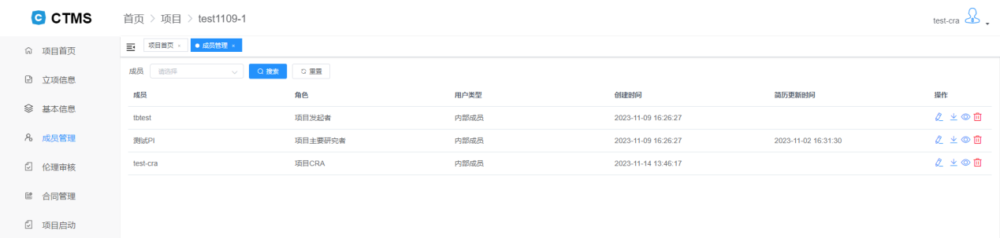 CTMS
首页 > 项目 > test1109-1
test-cra
项目首页
立项信息
基本信息
成员管理
伦理审核
合同管理
项目启动
项目首页 × 成员管理 ×
成员 请选择 搜索 重置
成员 角色 用户类型 创建时间 简历更新时间 操作
tbtest 项目发起者 内部成员 2023-11-09 16:26:27
测试PI 项目主要研究者 内部成员 2023-11-09 16:26:27 2023-11-02 16:31:30
test-cra 项目CRA 内部成员 2023-11-14 13:46:17